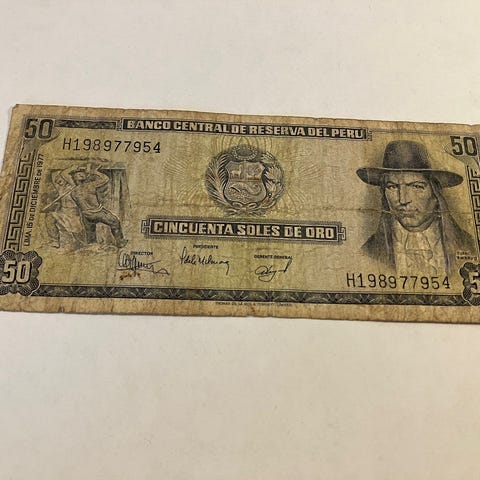 50 BANCO CENTRAL DE RESERVA DEL PERU 50
H198977954
LIMA, 15 DE DICIEMBRE DE 1977
CINCUENTA SOLES DE ORO
DIRECTOR PRESIDENTE GERENTE GENERAL
H198977954
50 5